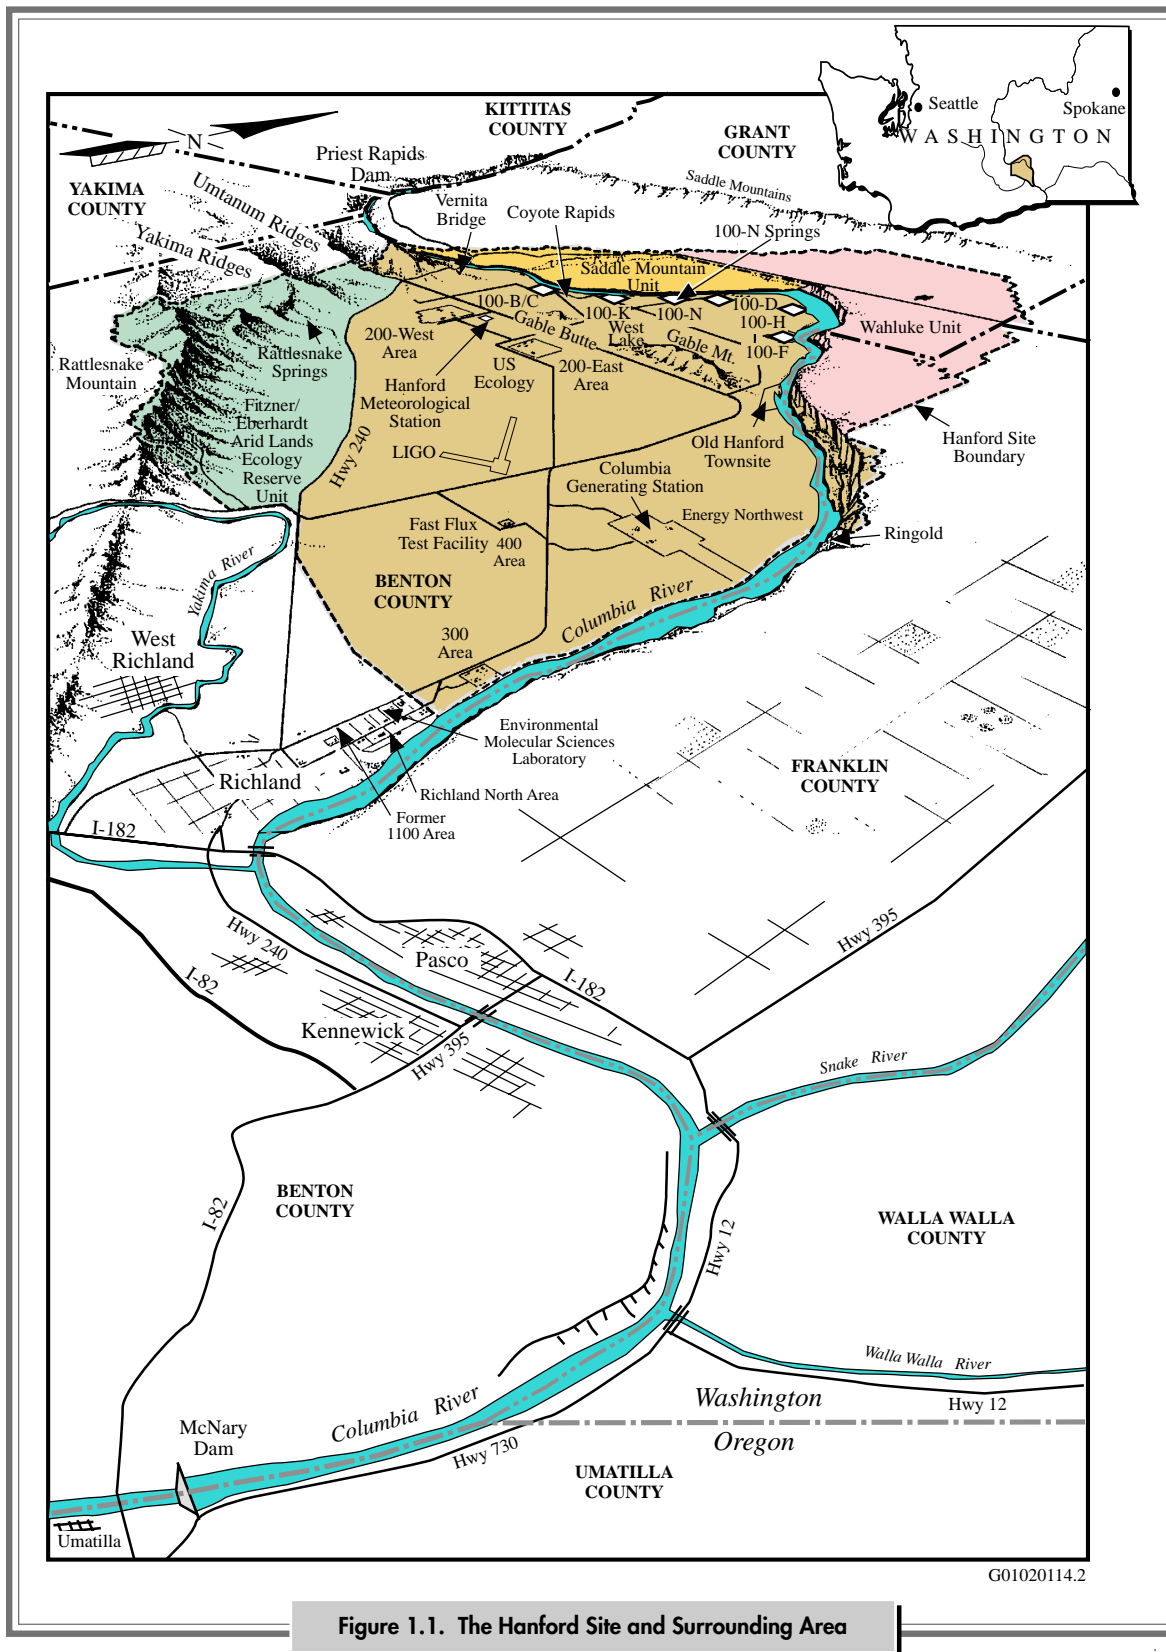 Seattle
Spokane
WASHINGTON
KITTITAS
COUNTY
GRANT
COUNTY
N
Priest Rapids
Dam
YAKIMA
COUNTY
Umtanum Ridges
Yakima Ridges
Vernita
Bridge
Saddle Mountains
Coyote Rapids
100-N Springs
Saddle Mountain
Unit
100-B/C
100-K
100-N
100-D
100-H
100-F
Wahluke Unit
West
Lake
Gable Butte
Gable Mt.
200-West
Area
US
Ecology
200-East
Area
Rattlesnake
Mountain
Rattlesnake
Springs
Hanford
Meteorological
Station
Fitzner/
Eberhardt
Arid Lands
Ecology
Reserve
Unit
Hwy 240
LIGO
Old Hanford
Townsite
Hanford Site
Boundary
Columbia
Generating Station
Energy Northwest
Ringold
Fast Flux
Test Facility
400
Area
Yakima River
BENTON
COUNTY
Columbia River
West
Richland
300
Area
Environmental
Molecular Sciences
Laboratory
FRANKLIN
COUNTY
Richland
Richland North Area
Former
1100 Area
I-182
Hwy 240
Pasco
Hwy 395
I-82
I-182
Kennewick
Hwy 395
Snake River
BENTON
COUNTY
I-82
WALLA WALLA
COUNTY
Hwy 12
Walla Walla River
Columbia River
Washington
Hwy 12
McNary
Dam
Oregon
Hwy 730
UMATILLA
COUNTY
Umatilla
G01020114.2
Figure 1.1. The Hanford Site and Surrounding Area